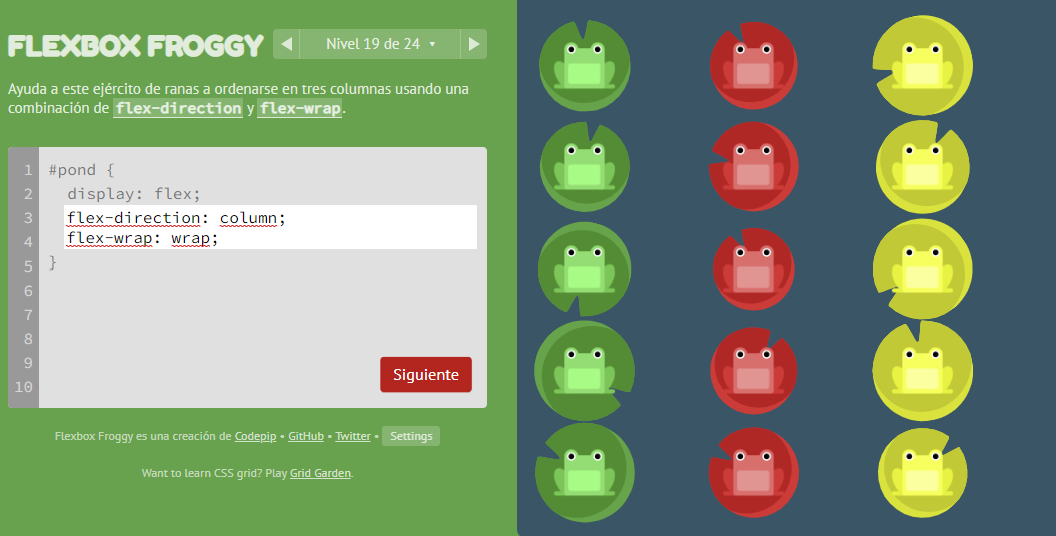 FLEXBOX FROGGY
Nivel 19 de 24
Ayuda a este ejército de ranas a ordenarse en tres columnas usando una
combinación de flex-direction y flex-wrap.
1 #pond {
2 display: flex;
3 flex-direction: column;
4 flex-wrap: wrap;
5 }
6
7
8
9
10
Siguiente
Flexbox Froggy es una creación de Codepip • GitHub • Twitter • Settings
Want to learn CSS grid? Play Grid Garden.